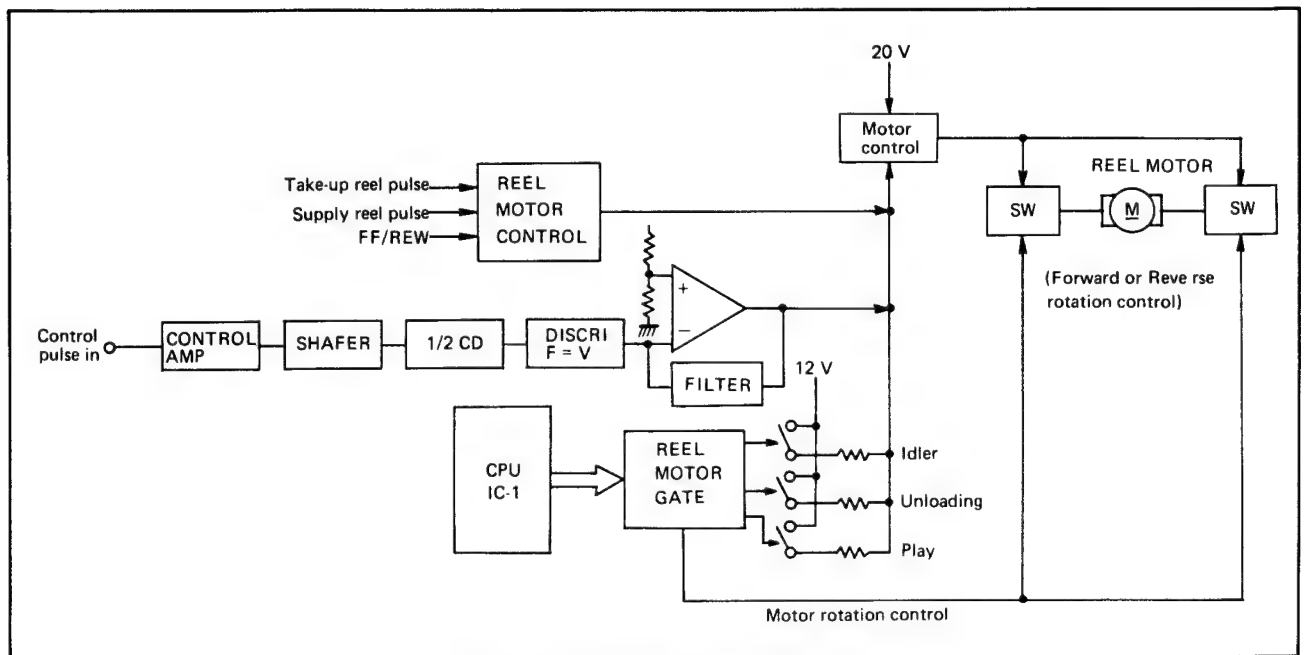 20 V
Motor
control
REEL MOTOR
SW
M
SW
(Forward or Reve rse
rotation control)
Take-up reel pulse
Supply reel pulse
FF/REW
REEL
MOTOR
CONTROL
+
−
Control
pulse in
CONTROL
AMP
SHAFER
1/2 CD
DISCRI
F = V
FILTER
12 V
CPU
IC-1
REEL
MOTOR
GATE
Idler
Unloading
Play
Motor rotation control